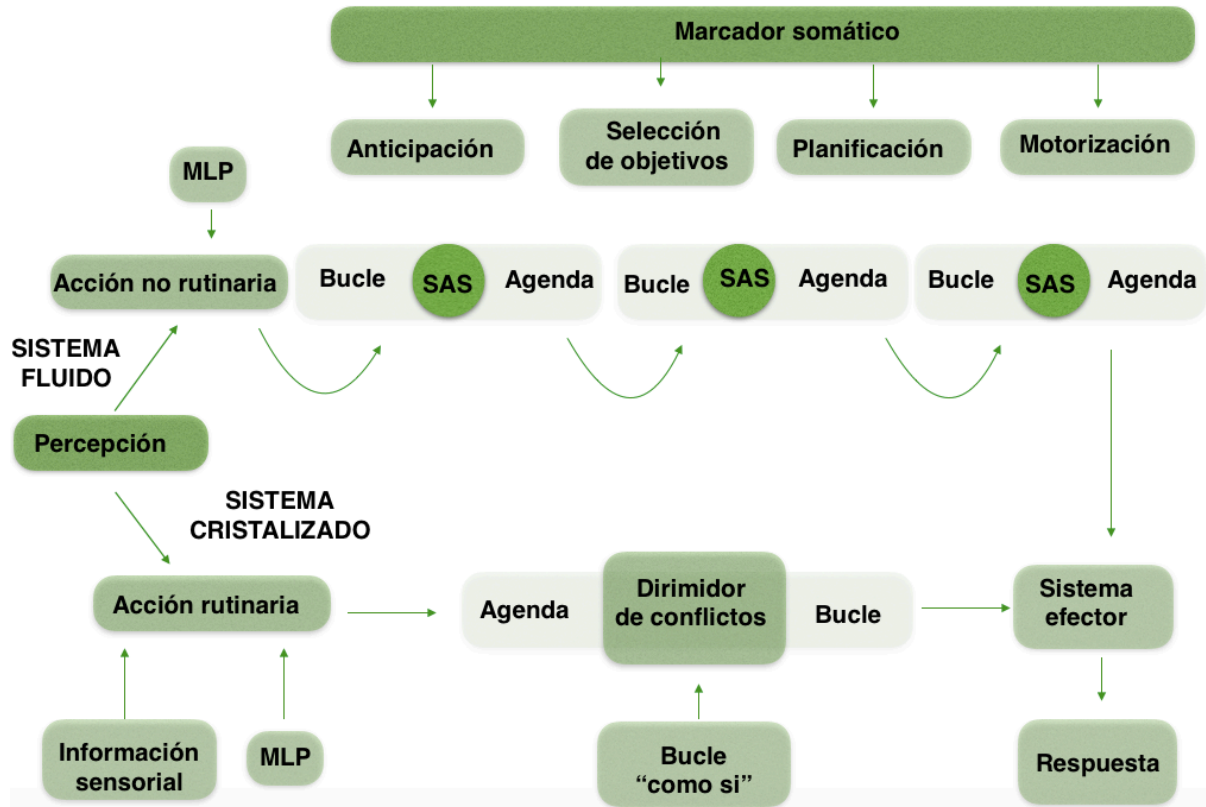 Marcador somático
Anticipación
Selección
de objetivos
Planificación
Motorización
MLP
Acción no rutinaria
Bucle
SAS
Agenda
Bucle
SAS
Agenda
Bucle
SAS
Agenda
SISTEMA
FLUIDO
Percepción
SISTEMA
CRISTALIZADO
Acción rutinaria
Agenda
Dirimidor
de conflictos
Bucle
Sistema
efector
Información
sensorial
MLP
Bucle
“como si”
Respuesta